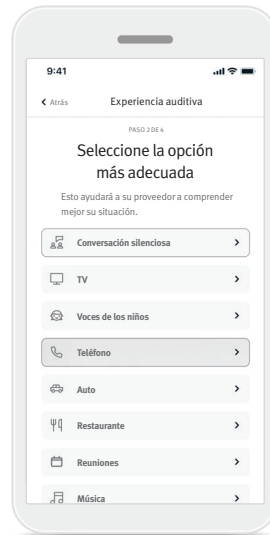 9:41
Atrás
Experiencia auditiva
PASO 2 DE 4
Seleccione la opción
más adecuada
Esto ayudará a su proveedor a comprender
mejor su situación.
Conversación silenciosa
TV
Voces de los niños
Teléfono
Auto
Restaurante
Reuniones
Música